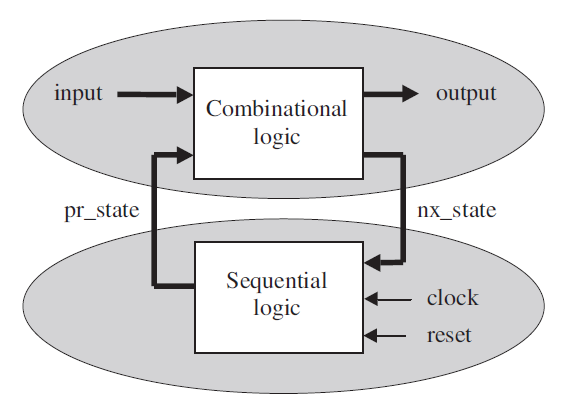 input
Combinational
logic
output
pr_state
nx_state
Sequential
logic
clock
reset